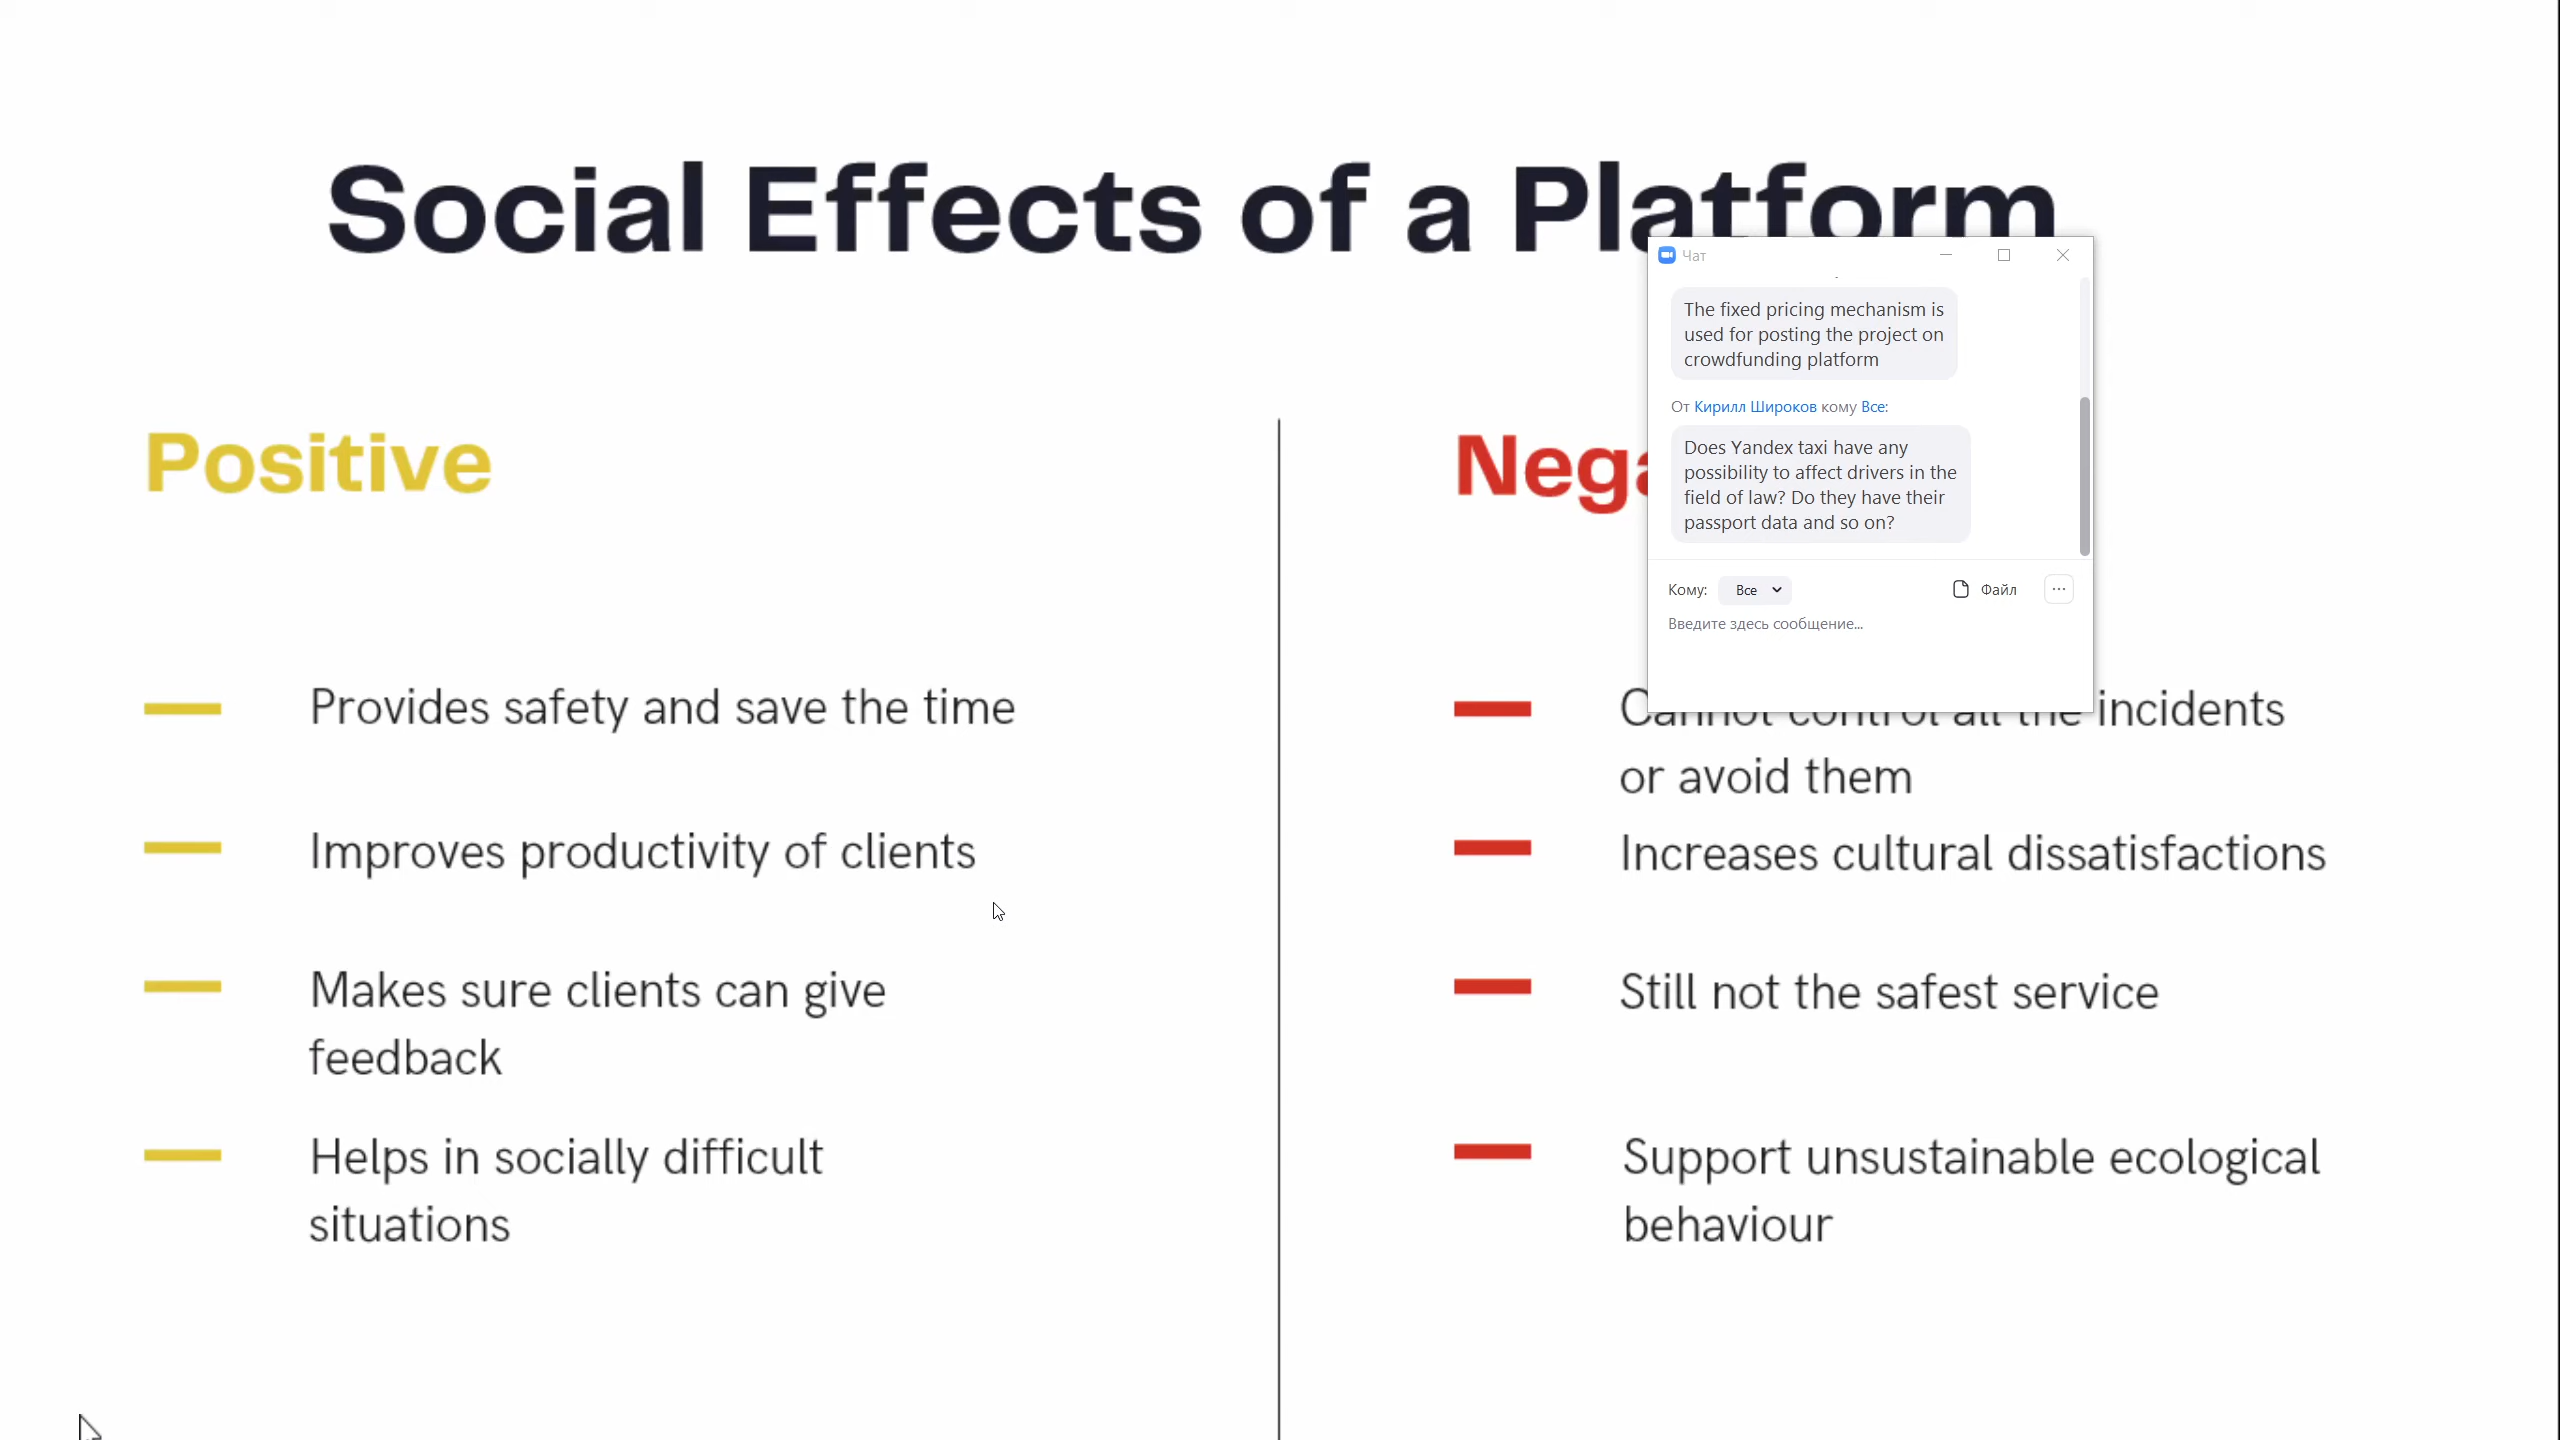 Social Effects of a Platform
Positive
Provides safety and save the time
Improves productivity of clients
Makes sure clients can give
feedback
Helps in socially difficult
situations
Nega
Cannot control all the incidents
or avoid them
Increases cultural dissatisfactions
Still not the safest service
Support unsustainable ecological
behaviour
Чат
The fixed pricing mechanism is
used for posting the project on
crowdfunding platform
От Кирилл Широков кому Все:
Does Yandex taxi have any
possibility to affect drivers in the
field of law? Do they have their
passport data and so on?
Кому: Все Файл
Введите здесь сообщение...